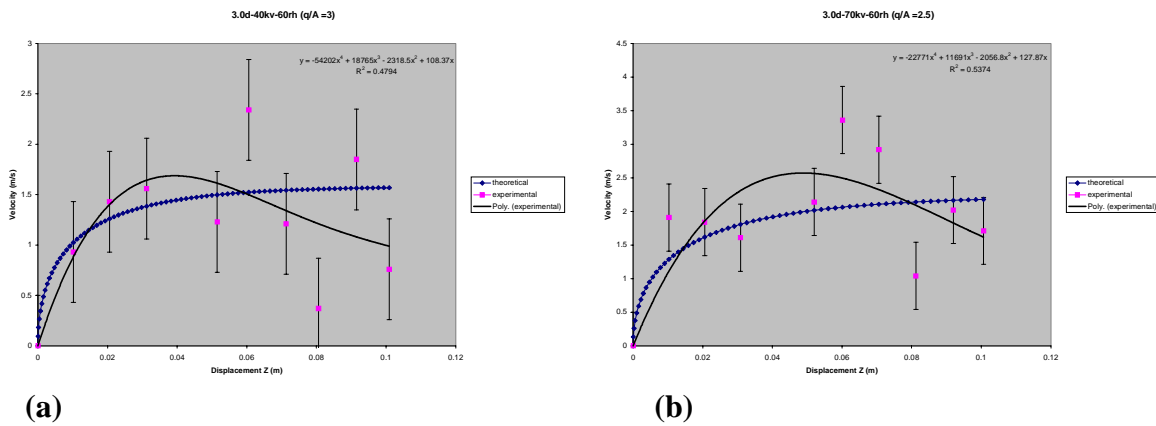 3.0d-40kv-60rh (q/A =3)
y = -54202x⁴ + 18765x³ - 2318.5x² + 108.37x
R² = 0.4794
3
2.5
2
1.5
1
0.5
0
Velocity (m/s)
0 0.02 0.04 0.06 0.08 0.1 0.12
Displacement Z (m)
theoretical
experimental
Poly. (experimental)
(a)
3.0d-70kv-60rh (q/A =2.5)
y = -22771x⁴ + 11691x³ - 2056.8x² + 127.87x
R² = 0.5374
4.5
4
3.5
3
2.5
2
1.5
1
0.5
0
Velocity (m/s)
0 0.02 0.04 0.06 0.08 0.1 0.12
Displacement Z (m)
theoretical
experimental
Poly. (experimental)
(b)